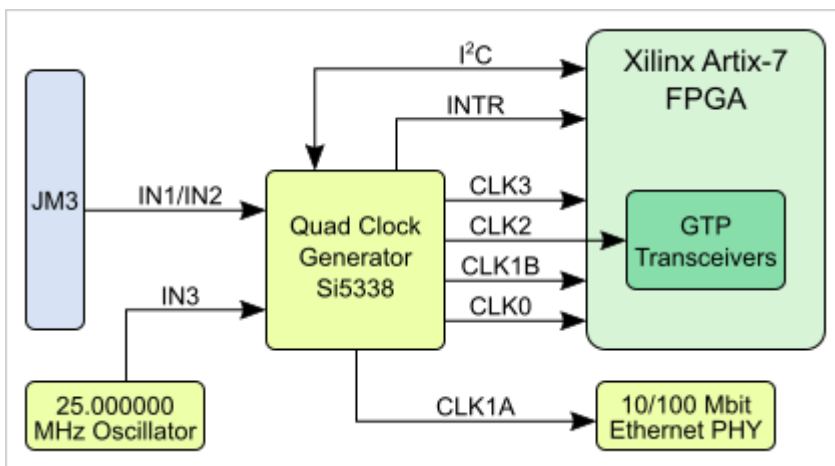 I²C
Xilinx Artix-7
FPGA
INTR
JM3
IN1/IN2
Quad Clock
Generator
Si5338
CLK3
CLK2
CLK1B
CLK0
GTP
Transceivers
IN3
25.000000
MHz Oscillator
CLK1A
10/100 Mbit
Ethernet PHY